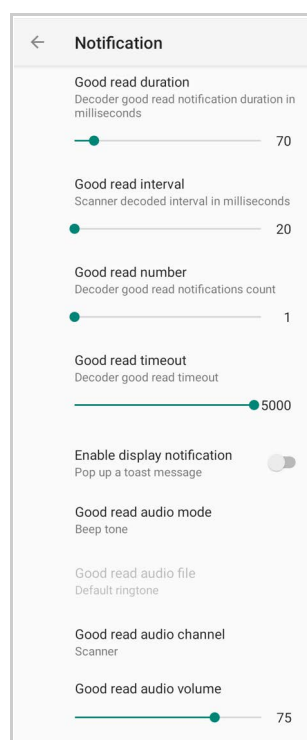 Notification
Good read duration
Decoder good read notification duration in
milliseconds
70
Good read interval
Scanner decoded interval in milliseconds
20
Good read number
Decoder good read notifications count
1
Good read timeout
Decoder good read timeout
5000
Enable display notification
Pop up a toast message
Good read audio mode
Beep tone
Good read audio file
Default ringtone
Good read audio channel
Scanner
Good read audio volume
75